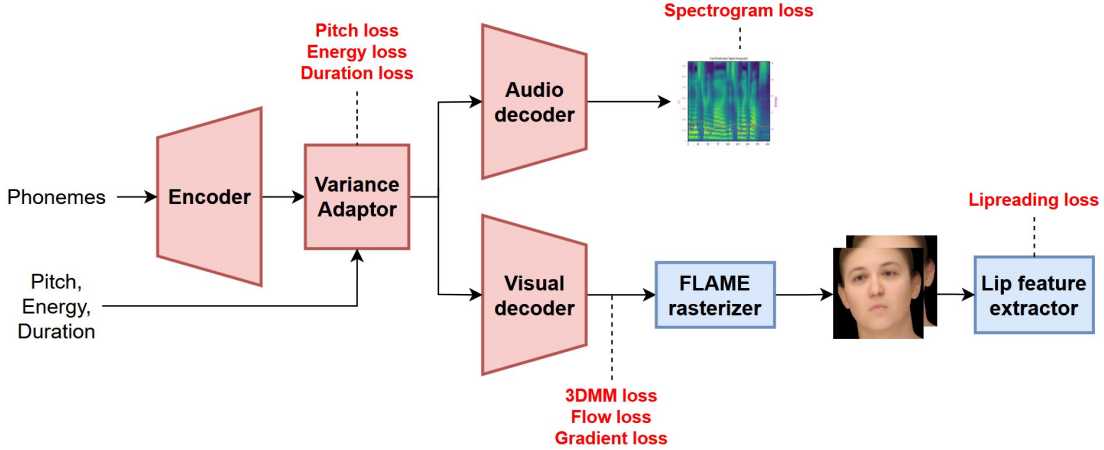 Spectrogram loss
Pitch loss
Energy loss
Duration loss
Audio
decoder
Phonemes
Encoder
Variance
Adaptor
Lipreading loss
Pitch,
Energy,
Duration
Visual
decoder
FLAME
rasterizer
Lip feature
extractor
3DMM loss
Flow loss
Gradient loss